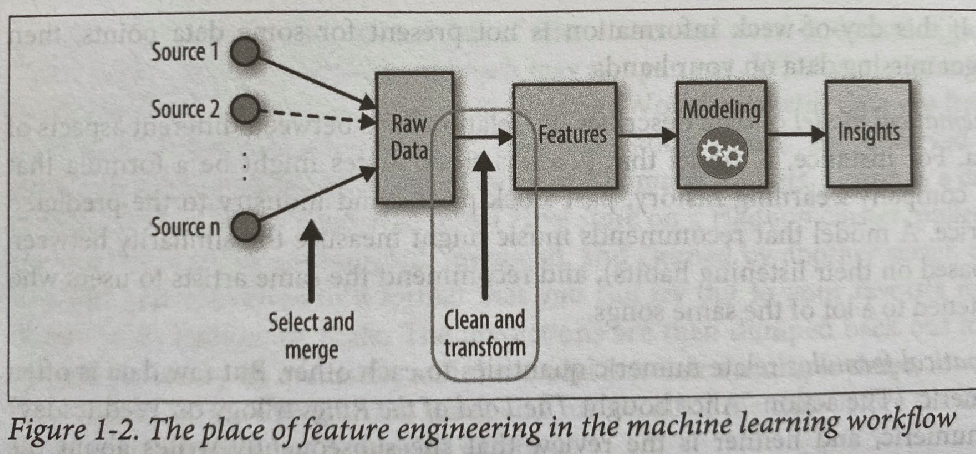 Source 1
Source 2
Source n
Raw
Data
Features
Modeling
Insights
Select and
merge
Clean and
transform
Figure 1-2. The place of feature engineering in the machine learning workflow